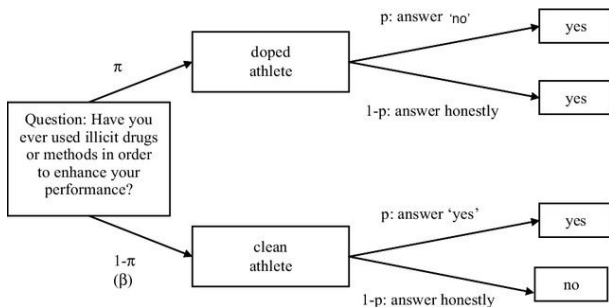 p: answer 'no'
yes
π
doped
athlete
yes
1-p: answer honestly
Question: Have you
ever used illicit drugs
or methods in order
to enhance your
performance?
p: answer 'yes'
yes
1-π
(β)
clean
athlete
no
1-p: answer honestly